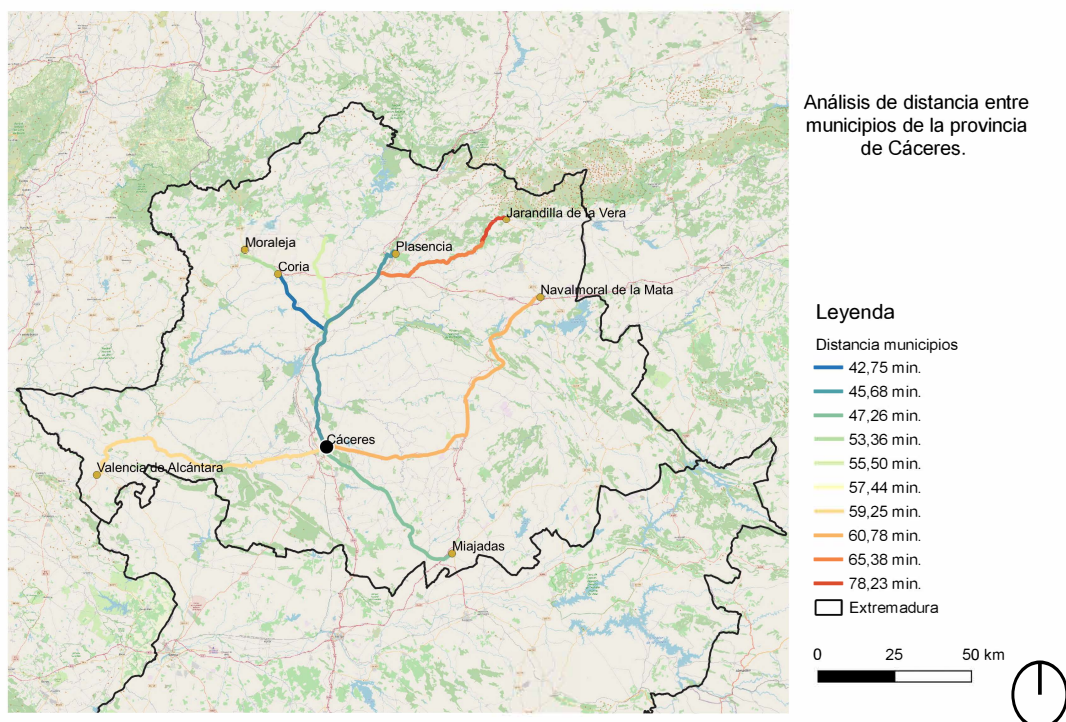 Análisis de distancia entre
municipios de la provincia
de Cáceres.
Jarandilla de la Vera
Moraleja
Plasencia
Coria
Navalmoral de la Mata
Cáceres
Valencia de Alcántara
Miajadas
Leyenda
Distancia municipios
42,75 min.
45,68 min.
47,26 min.
53,36 min.
55,50 min.
57,44 min.
59,25 min.
60,78 min.
65,38 min.
78,23 min.
Extremadura
0 25 50 km